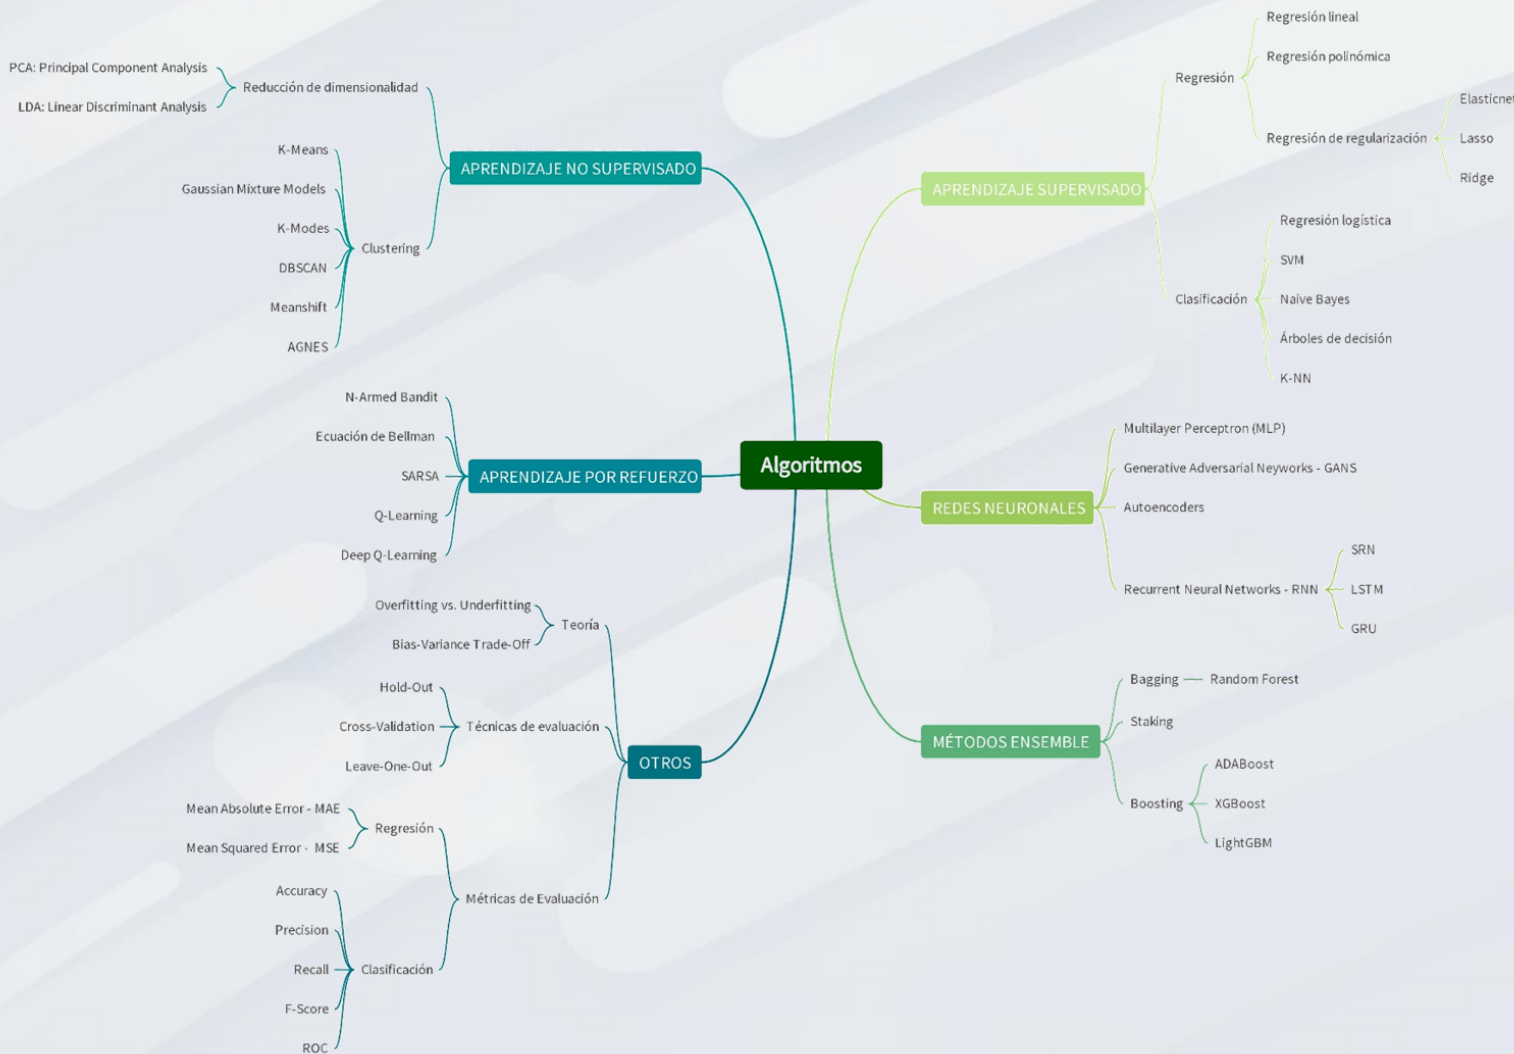 Algoritmos
APRENDIZAJE NO SUPERVISADO
Reducción de dimensionalidad
PCA: Principal Component Analysis
LDA: Linear Discriminant Analysis
Clustering
K-Means
Gaussian Mixture Models
K-Modes
DBSCAN
Meanshift
AGNES
APRENDIZAJE POR REFUERZO
N-Armed Bandit
Ecuación de Bellman
SARSA
Q-Learning
Deep Q-Learning
OTROS
Teoría
Overfitting vs. Underfitting
Bias-Variance Trade-Off
Técnicas de evaluación
Hold-Out
Cross-Validation
Leave-One-Out
Métricas de Evaluación
Regresión
Mean Absolute Error - MAE
Mean Squared Error - MSE
Clasificación
Accuracy
Precision
Recall
F-Score
ROC
APRENDIZAJE SUPERVISADO
Regresión
Regresión lineal
Regresión polinómica
Regresión de regularización
Elasticnet
Lasso
Ridge
Clasificación
Regresión logística
SVM
Naive Bayes
Árboles de decisión
K-NN
REDES NEURONALES
Multilayer Perceptron (MLP)
Generative Adversarial Neyworks - GANS
Autoencoders
Recurrent Neural Networks - RNN
SRN
LSTM
GRU
MÉTODOS ENSEMBLE
Bagging
Random Forest
Staking
Boosting
ADABoost
XGBoost
LightGBM